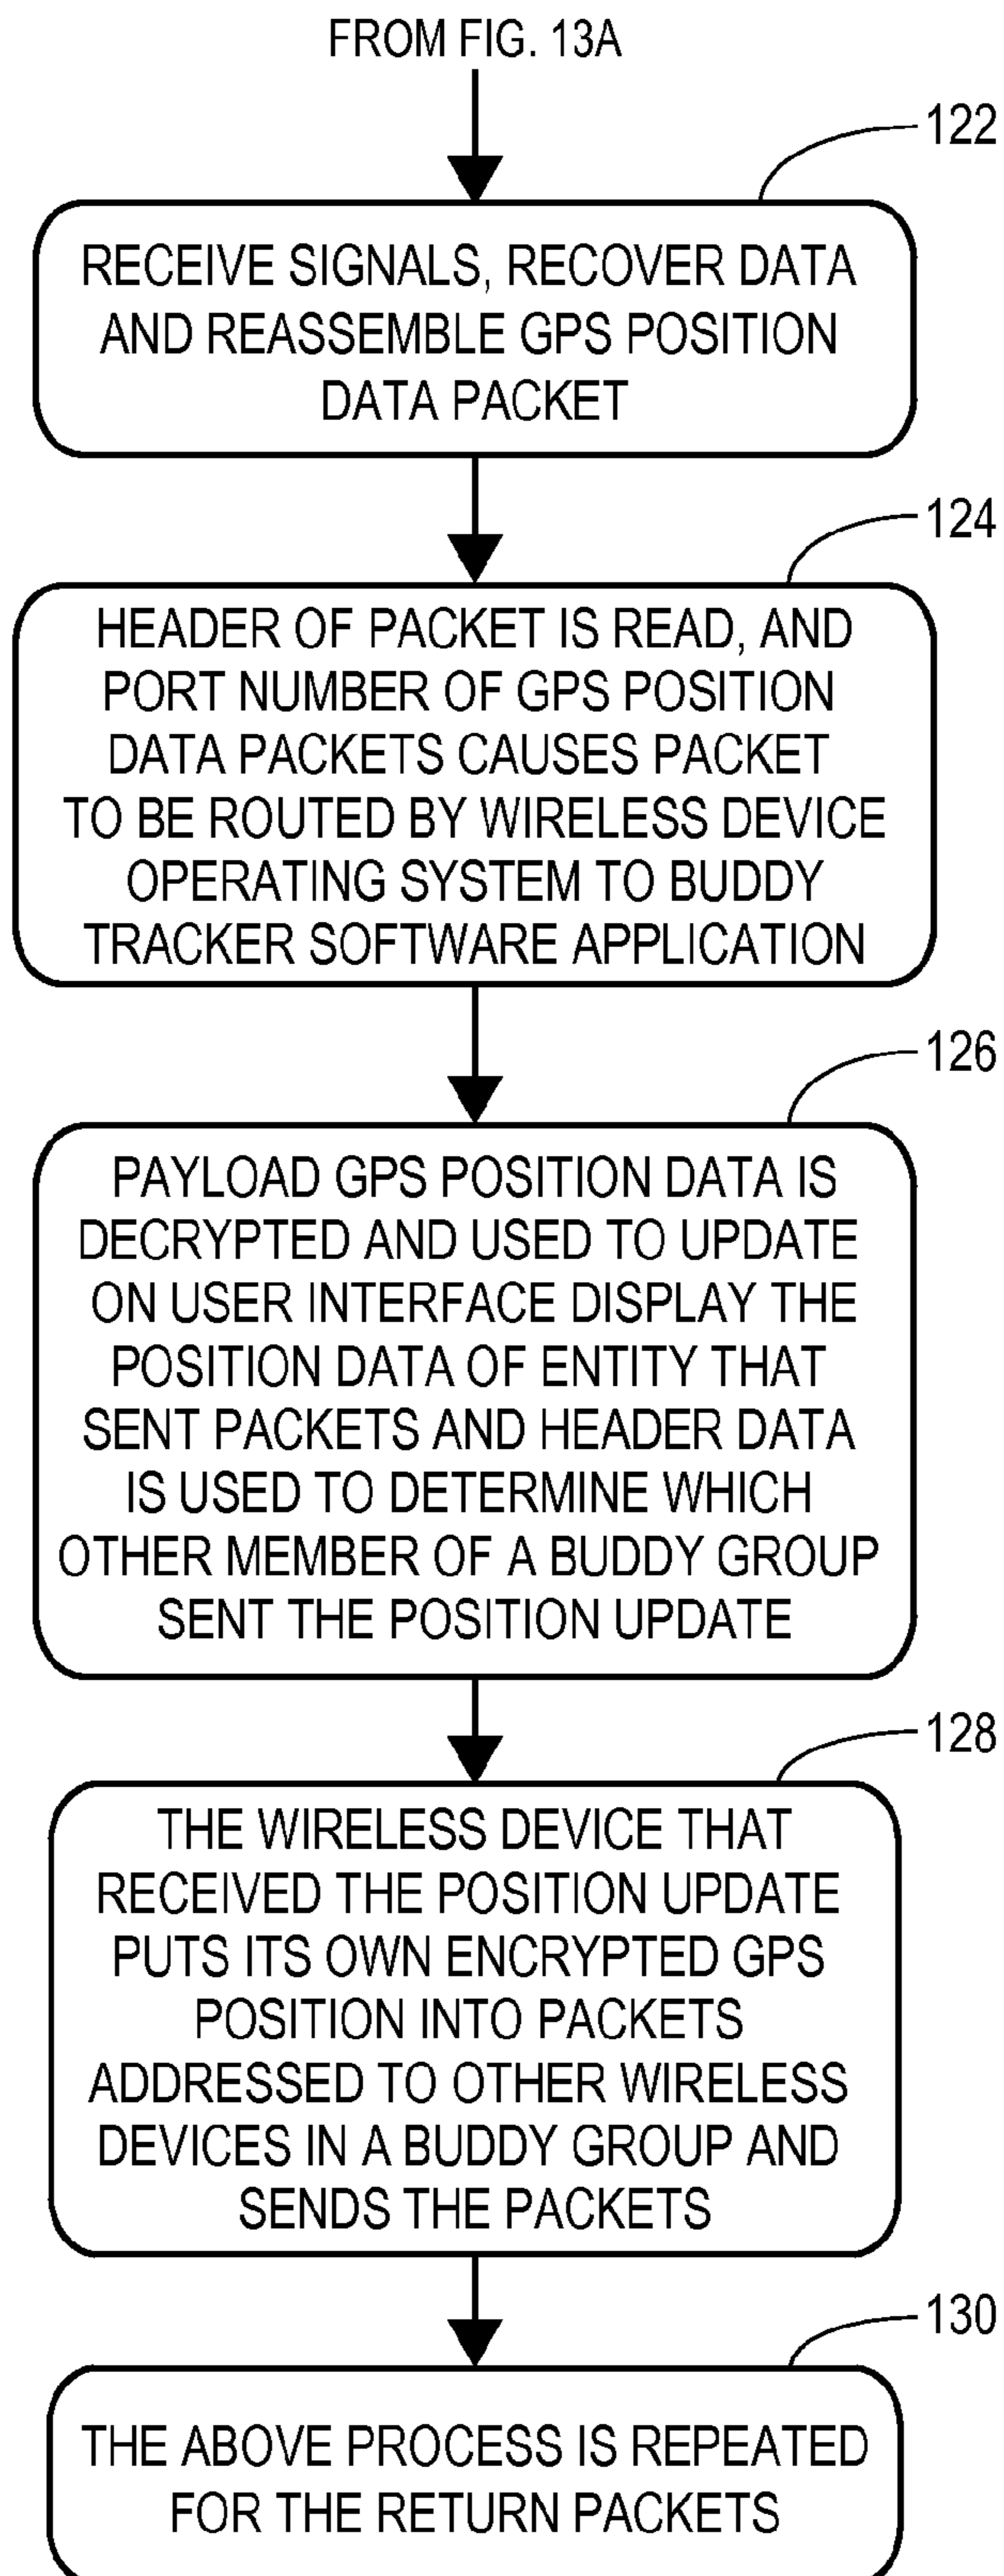 FROM FIG. 13A
122
RECEIVE SIGNALS, RECOVER DATA
AND REASSEMBLE GPS POSITION
DATA PACKET
124
HEADER OF PACKET IS READ, AND
PORT NUMBER OF GPS POSITION
DATA PACKETS CAUSES PACKET
TO BE ROUTED BY WIRELESS DEVICE
OPERATING SYSTEM TO BUDDY
TRACKER SOFTWARE APPLICATION
126
PAYLOAD GPS POSITION DATA IS
DECRYPTED AND USED TO UPDATE
ON USER INTERFACE DISPLAY THE
POSITION DATA OF ENTITY THAT
SENT PACKETS AND HEADER DATA
IS USED TO DETERMINE WHICH
OTHER MEMBER OF A BUDDY GROUP
SENT THE POSITION UPDATE
128
THE WIRELESS DEVICE THAT
RECEIVED THE POSITION UPDATE
PUTS ITS OWN ENCRYPTED GPS
POSITION INTO PACKETS
ADDRESSED TO OTHER WIRELESS
DEVICES IN A BUDDY GROUP AND
SENDS THE PACKETS
130
THE ABOVE PROCESS IS REPEATED
FOR THE RETURN PACKETS